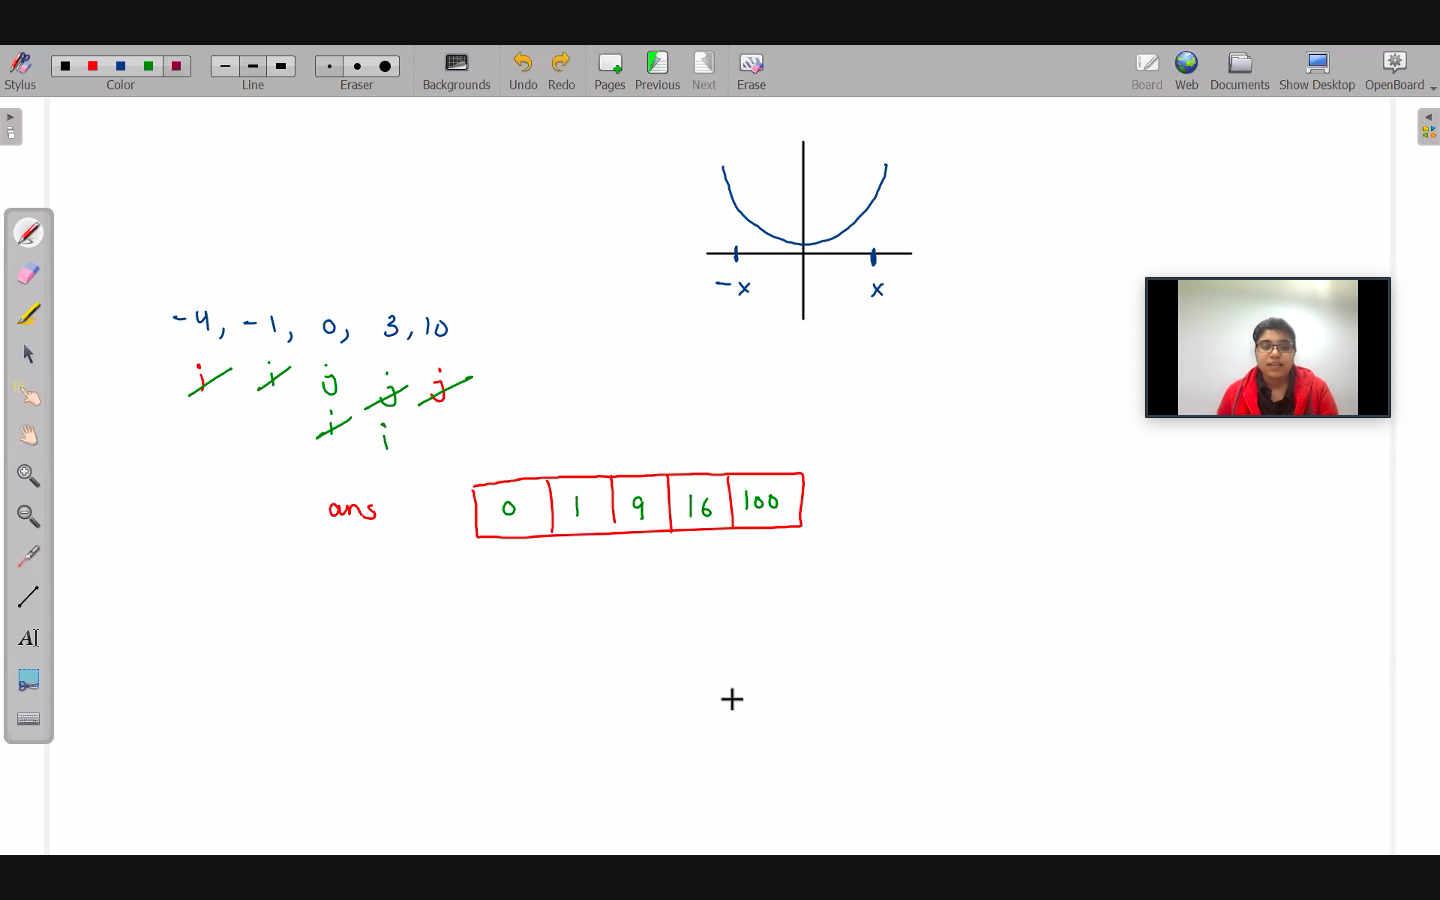 Stylus Color Line Eraser Backgrounds Undo Redo Pages Previous Next Erase Board Web Documents Show Desktop OpenBoard
-x x
-4, -1, 0, 3, 10
i i j j j
i i
ans 0 1 9 16 100
AI